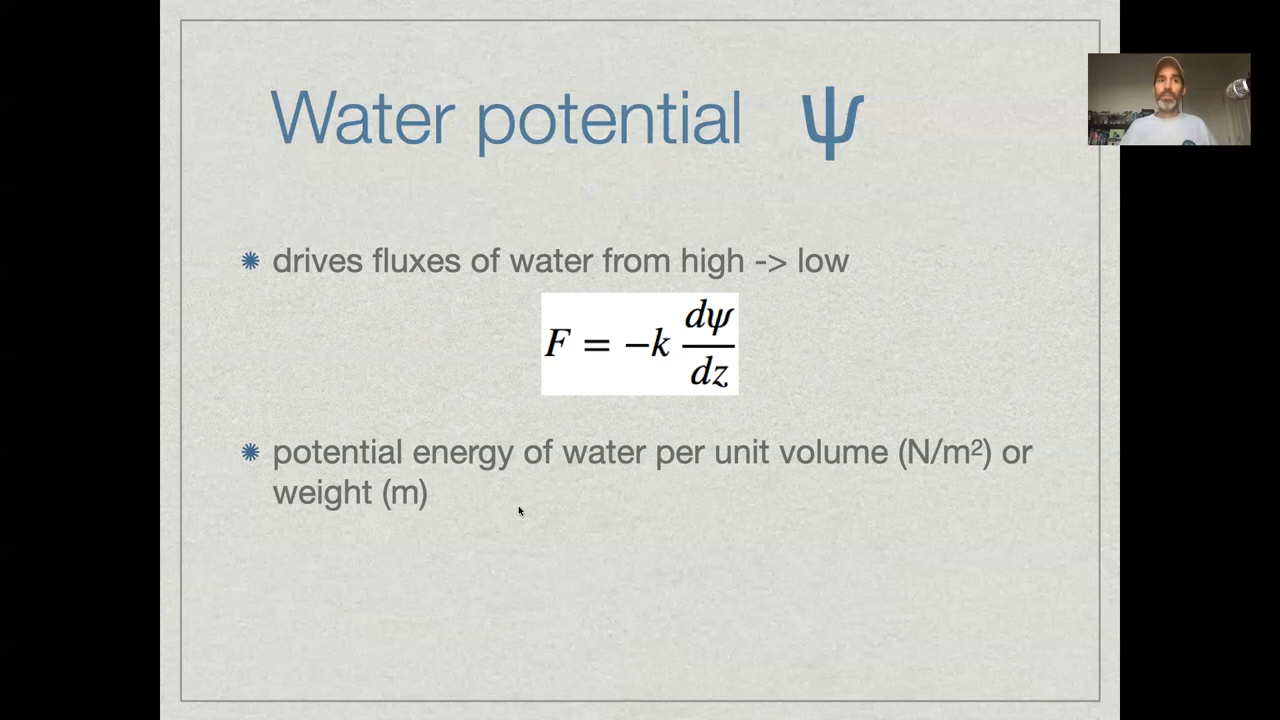 Water potential ψ
drives fluxes of water from high -> low
F = −k dψ/dz
potential energy of water per unit volume (N/m²) or
weight (m)